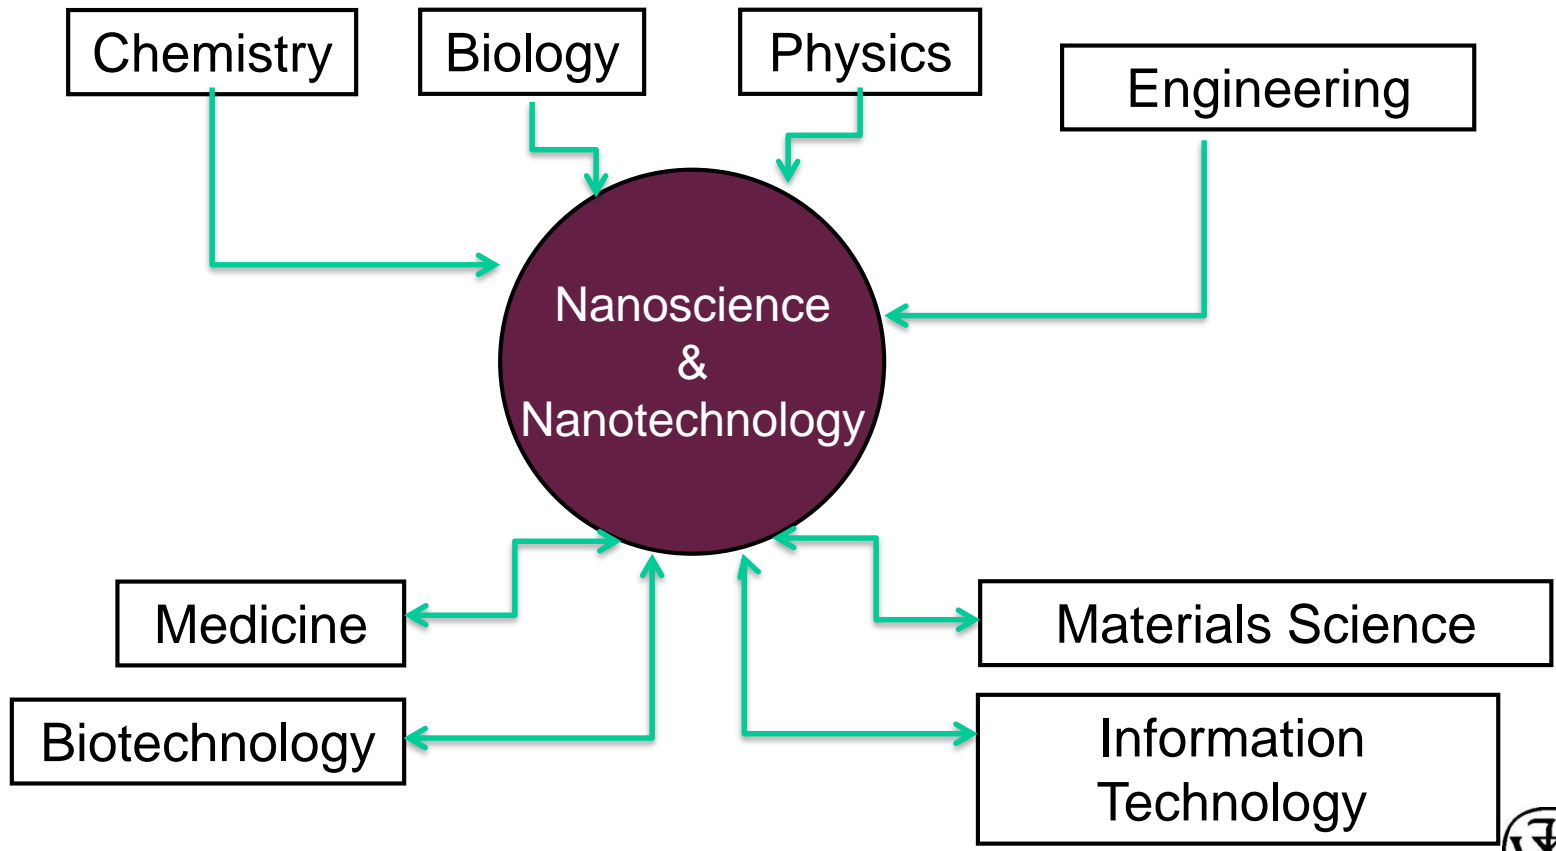 Chemistry
Biology
Physics
Engineering
Nanoscience
&
Nanotechnology
Medicine
Materials Science
Biotechnology
Information
Technology